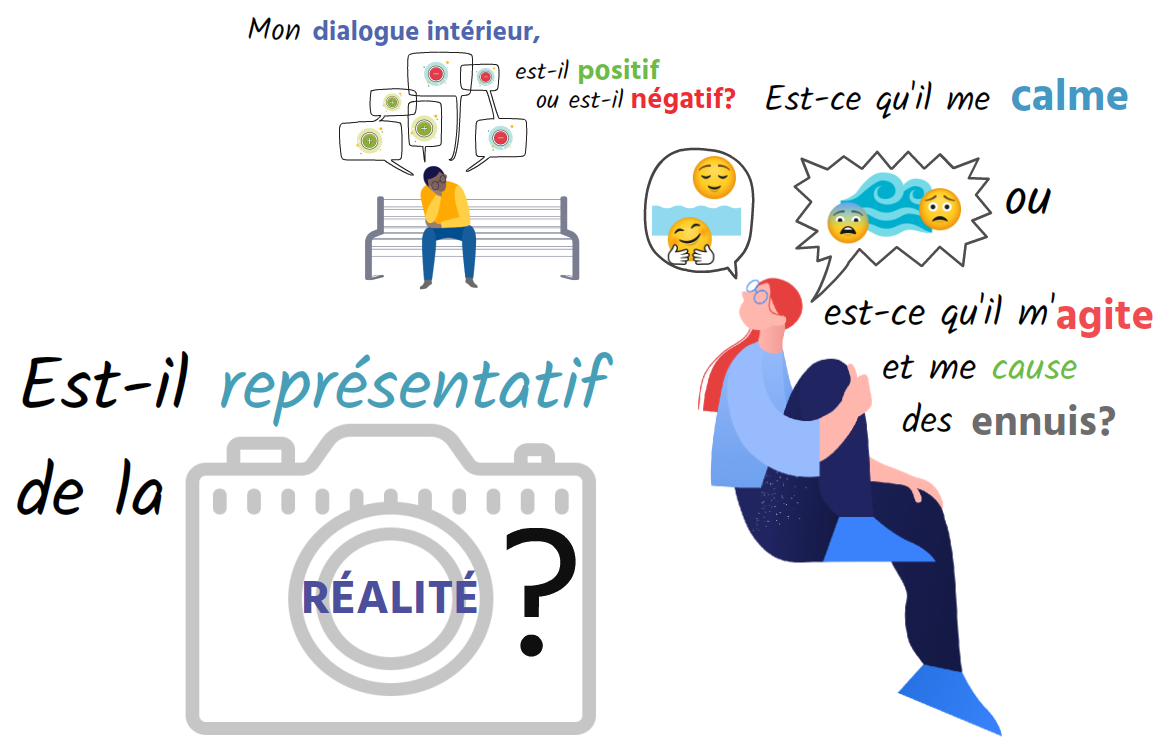 Mon dialogue intérieur,
est-il positif
ou est-il négatif?
Est-ce qu'il me calme
ou
est-ce qu'il m'agite
et me cause
des ennuis?
Est-il représentatif
de la
RÉALITÉ ?